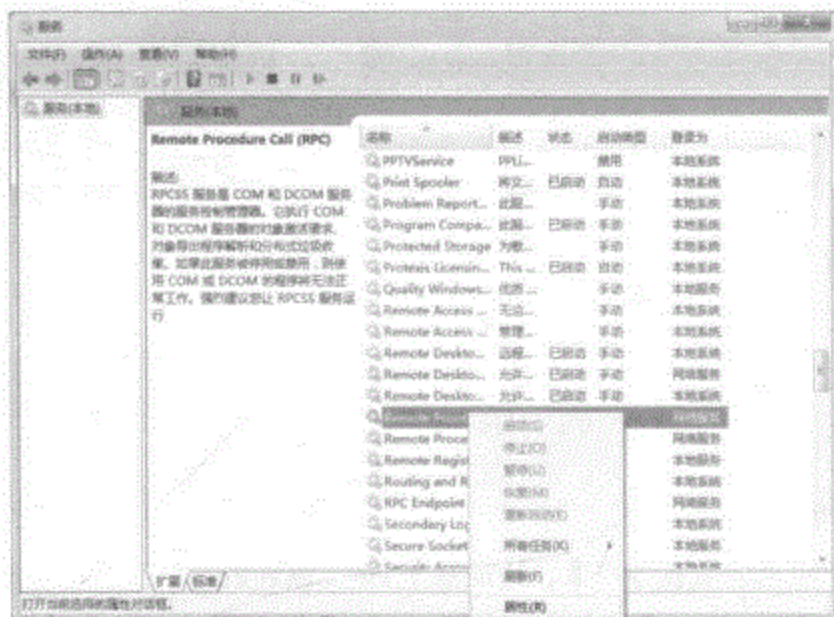 服务
文件(F) 操作(A) 查看(V) 帮助(H)
服务(本地)
服务(本地)
Remote Procedure Call (RPC)
描述:
RPCSS 服务是 COM 和 DCOM 服务
器的服务控制管理器。它执行 COM
和 DCOM 服务器的对象激活请求、
对象导出程序解析和分布式垃圾收
集。如果此服务被停用或禁用，则使
用 COM 或 DCOM 的程序将无法正
常工作。强烈建议您让 RPCSS 服务运
行
名称 描述 状态 启动类型 登录为
PPTVService PPLi... 禁用 本地系统
Print Spooler 将文... 已启动 自动 本地系统
Problem Report... 此服... 手动 本地系统
Program Compa... 此服... 已启动 手动 本地系统
Protected Storage 为敏... 手动 本地系统
Protexis Licensin... This ... 已启动 自动 本地系统
Quality Windows... 优质 ... 手动 本地服务
Remote Access ... 无论... 手动 本地系统
Remote Access ... 管理... 手动 本地系统
Remote Deskto... 远程... 已启动 手动 本地系统
Remote Deskto... 允许... 已启动 手动 网络服务
Remote Deskto... 允许... 已启动 手动 本地系统
Remote Proce 网络服务
Remote Proce 网络服务
Remote Regist 本地服务
Routing and R 本地系统
RPC Endpoint 网络服务
Secondary Log 本地系统
Secure Socket 本地服务
Security Accou 本地系统
启动(S)
停止(O)
暂停(U)
恢复(M)
重新启动(E)
所有任务(K)
刷新(F)
属性(R)
扩展 标准
打开当前选择的属性对话框。